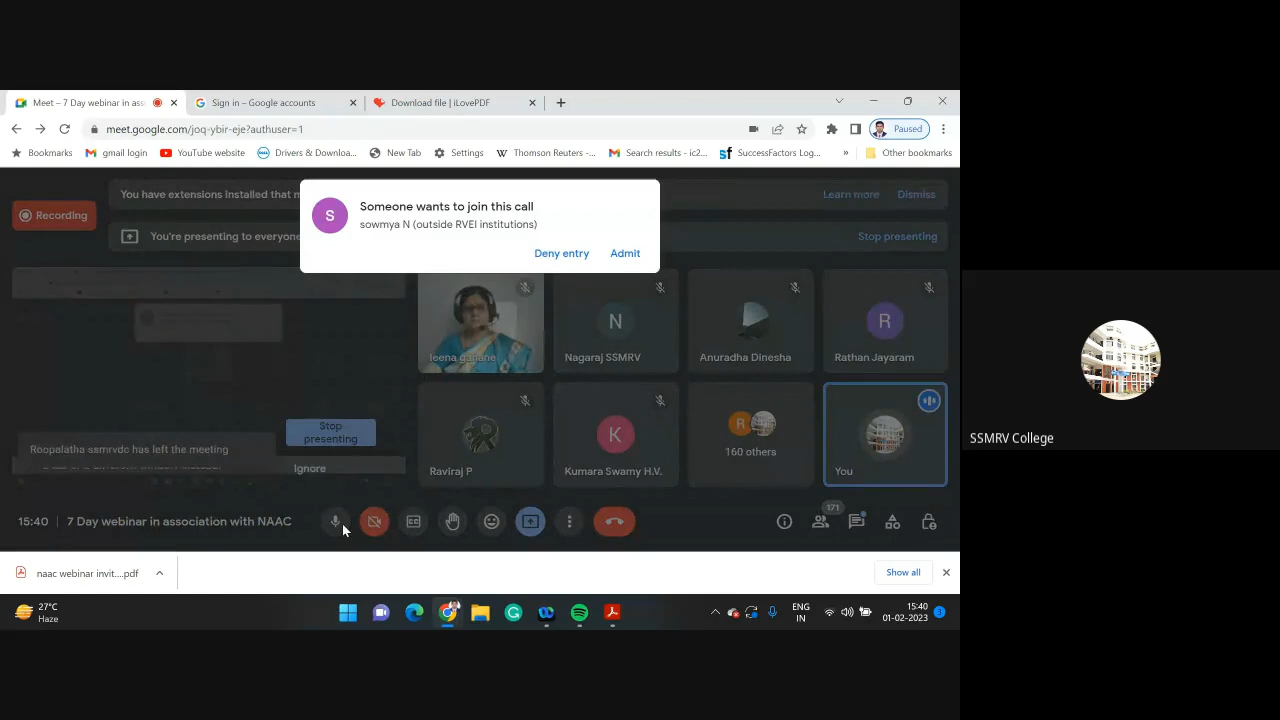 Meet – 7 Day webinar in ass
Sign in – Google accounts
Download file | iLovePDF
meet.google.com/joq-ybir-eje?authuser=1
Paused
Bookmarks
gmail login
YouTube website
Drivers & Downloa...
New Tab
Settings
Thomson Reuters -...
Search results - ic2...
SuccessFactors Log...
»
Other bookmarks
You have extensions installed that m
Learn more
Dismiss
Recording
You're presenting to everyone
Stop presenting
S
Someone wants to join this call
sowmya N (outside RVEI institutions)
Deny entry
Admit
leena gahane
N
Nagaraj SSMRV
Anuradha Dinesha
R
Rathan Jayaram
Stop
presenting
Roopalatha ssmrvdc has left the meeting
Ignore
Raviraj P
K
Kumara Swamy H.V.
R
160 others
You
SSMRV College
15:40 | 7 Day webinar in association with NAAC
171
naac webinar invit....pdf
Show all
27°C
Haze
ENG
IN
15:40
01-02-2023
3